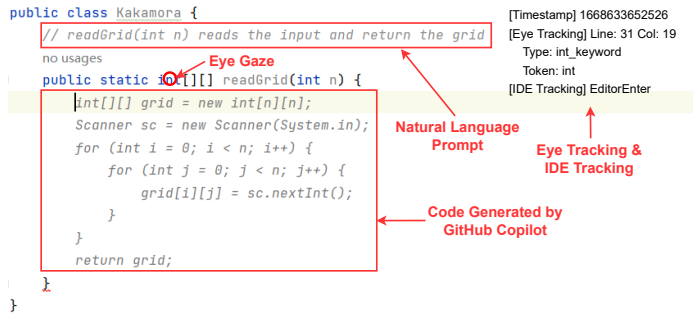 public class Kakamora {
// readGrid(int n) reads the input and return the grid
no usages
Eye Gaze
public static int[][] readGrid(int n) {
int[][] grid = new int[n][n];
Scanner sc = new Scanner(System.in);
for (int i = 0; i < n; i++) {
for (int j = 0; j < n; j++) {
grid[i][j] = sc.nextInt();
}
}
return grid;
}
}
[Timestamp] 1668633652526
[Eye Tracking] Line: 31 Col: 19
Type: int_keyword
Token: int
[IDE Tracking] EditorEnter
Natural Language
Prompt
Eye Tracking &
IDE Tracking
Code Generated by
GitHub Copilot